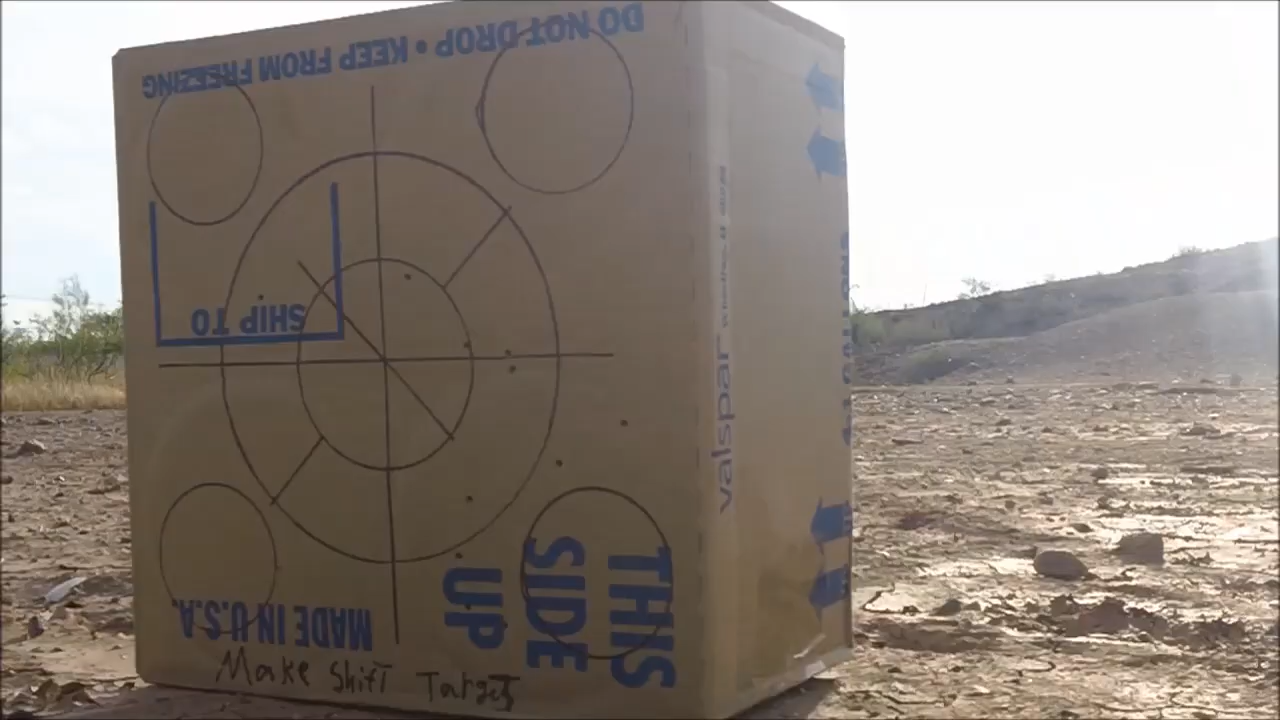 DO NOT DROP • KEEP FROM FREEZING
SHIP TO
valspar
THIS
SIDE
UP
MADE IN U.S.A.
Make Shift Target